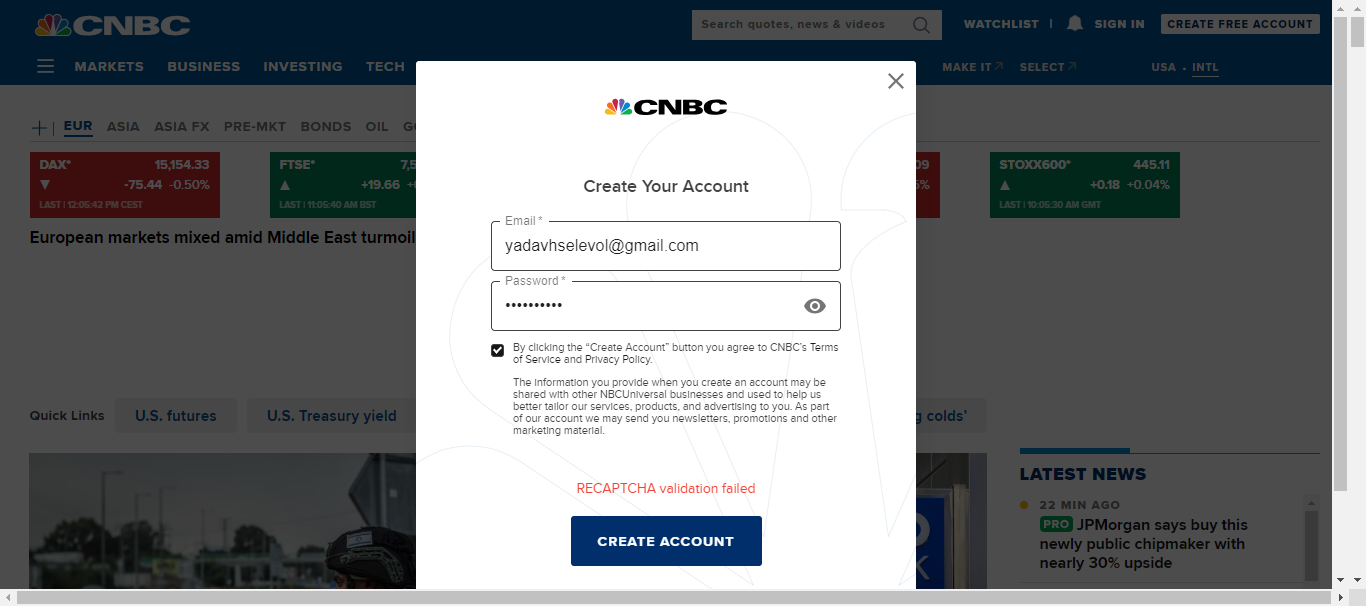 CNBC
Search quotes, news & videos
WATCHLIST |
SIGN IN
CREATE FREE ACCOUNT
MARKETS BUSINESS INVESTING TECH
MAKE IT SELECT
USA • INTL
EUR ASIA ASIA FX PRE-MKT BONDS OIL
DAX* 15,154.33
-75.44 -0.50%
LAST | 12:05:42 PM CEST
FTSE*
+19.66
LAST | 11:05:40 AM BST
STOXX600* 445.11
+0.18 +0.04%
LAST | 10:05:30 AM GMT
European markets mixed amid Middle East turmoil
CNBC
Create Your Account
Email *
yadavhselevol@gmail.com
Password *
••••••••••
By clicking the “Create Account” button you agree to CNBC’s Terms
of Service and Privacy Policy.
The information you provide when you create an account may be
shared with other NBCUniversal businesses and used to help us
better tailor our services, products, and advertising to you. As part
of our account we may send you newsletters, promotions and other
marketing material.
RECAPTCHA validation failed
CREATE ACCOUNT
Quick Links
U.S. futures
U.S. Treasury yield
colds’
LATEST NEWS
22 MIN AGO
PRO JPMorgan says buy this
newly public chipmaker with
nearly 30% upside